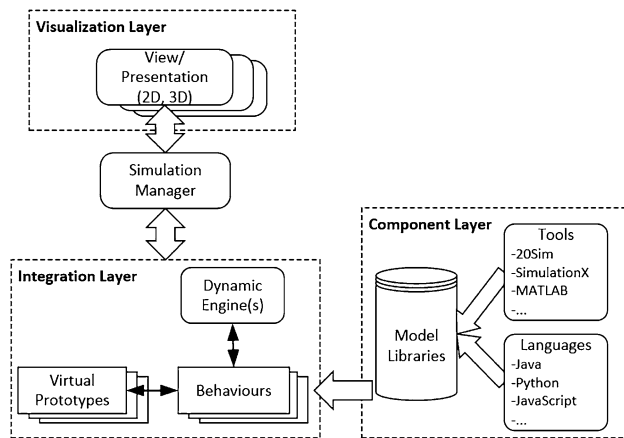 Visualization Layer
View/
Presentation
(2D, 3D)
Simulation
Manager
Integration Layer
Dynamic
Engine(s)
Virtual
Prototypes
Behaviours
Component Layer
Model
Libraries
Tools
-20Sim
-SimulationX
-MATLAB
-...
Languages
-Java
-Python
-JavaScript
-...